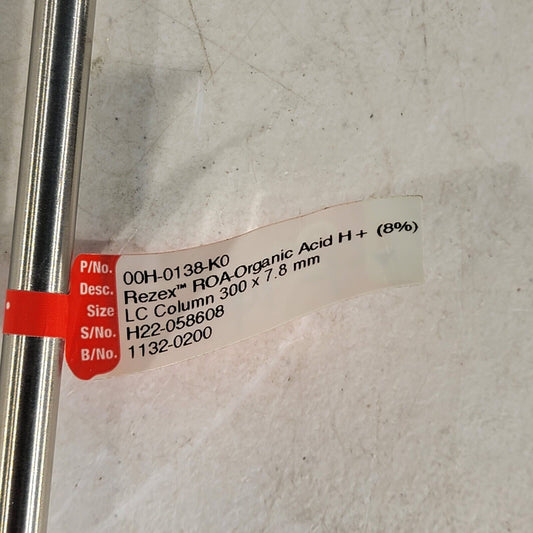 P/No. 00H-0138-K0
Desc. Rezex™ ROA-Organic Acid H + (8%)
Size LC Column 300 x 7.8 mm
S/No. H22-058608
B/No. 1132-0200